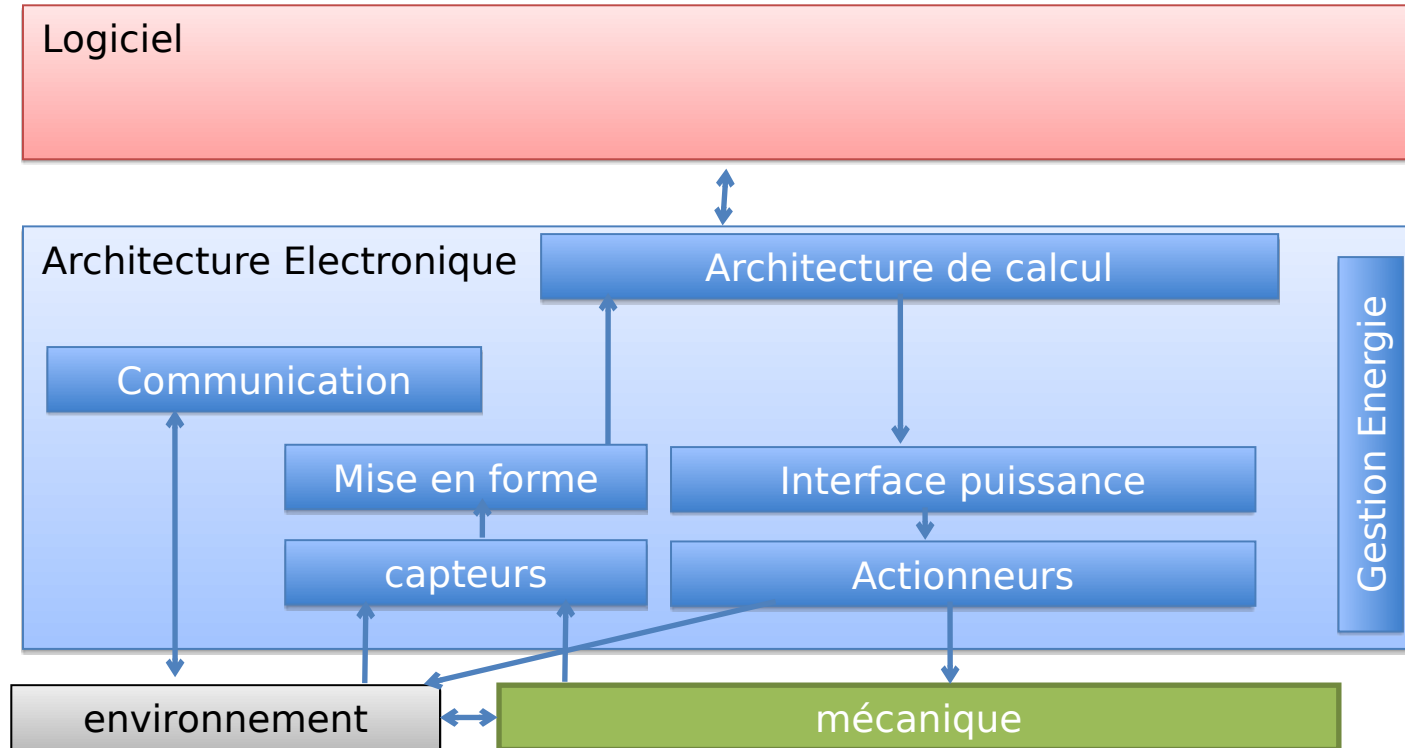 Logiciel
Architecture Electronique
Architecture de calcul
Gestion Energie
Communication
Mise en forme
Interface puissance
capteurs
Actionneurs
environnement
mécanique